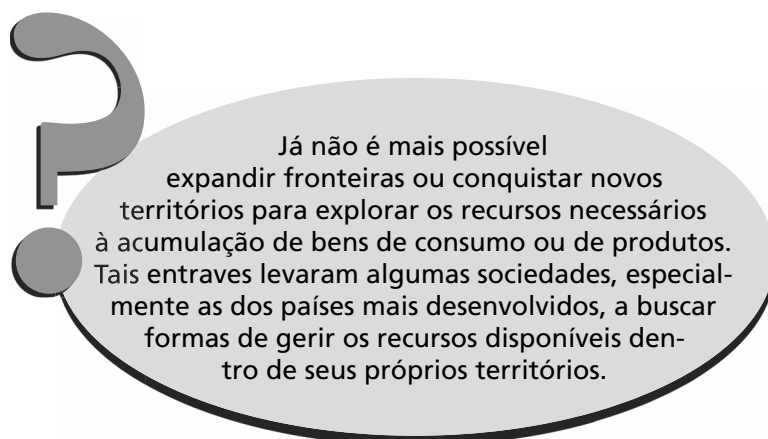 Já não é mais possível
expandir fronteiras ou conquistar novos
territórios para explorar os recursos necessários
à acumulação de bens de consumo ou de produtos.
Tais entraves levaram algumas sociedades, especial-
mente as dos países mais desenvolvidos, a buscar
formas de gerir os recursos disponíveis den-
tro de seus próprios territórios.